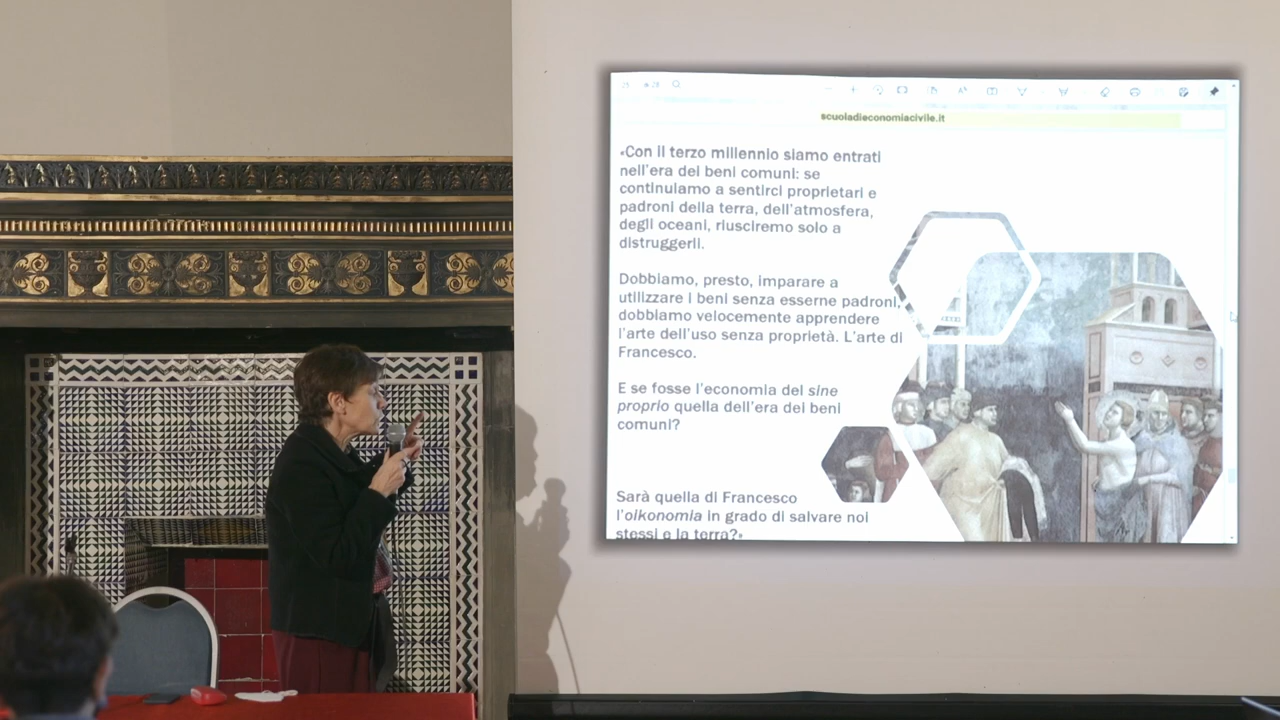 scuoladieconomiacivile.it
«Con il terzo millennio siamo entrati
nell'era dei beni comuni: se
continuiamo a sentirci proprietari e
padroni della terra, dell'atmosfera,
degli oceani, riusciremo solo a
distruggerli.
Dobbiamo, presto, imparare a
utilizzare i beni senza esserne padroni,
dobbiamo velocemente apprendere
l'arte dell'uso senza proprietà. L'arte di
Francesco.
E se fosse l'economia del sine
proprio quella dell'era dei beni
comuni?
Sarà quella di Francesco
l'oikonomia in grado di salvare noi
stessi e la terra?»